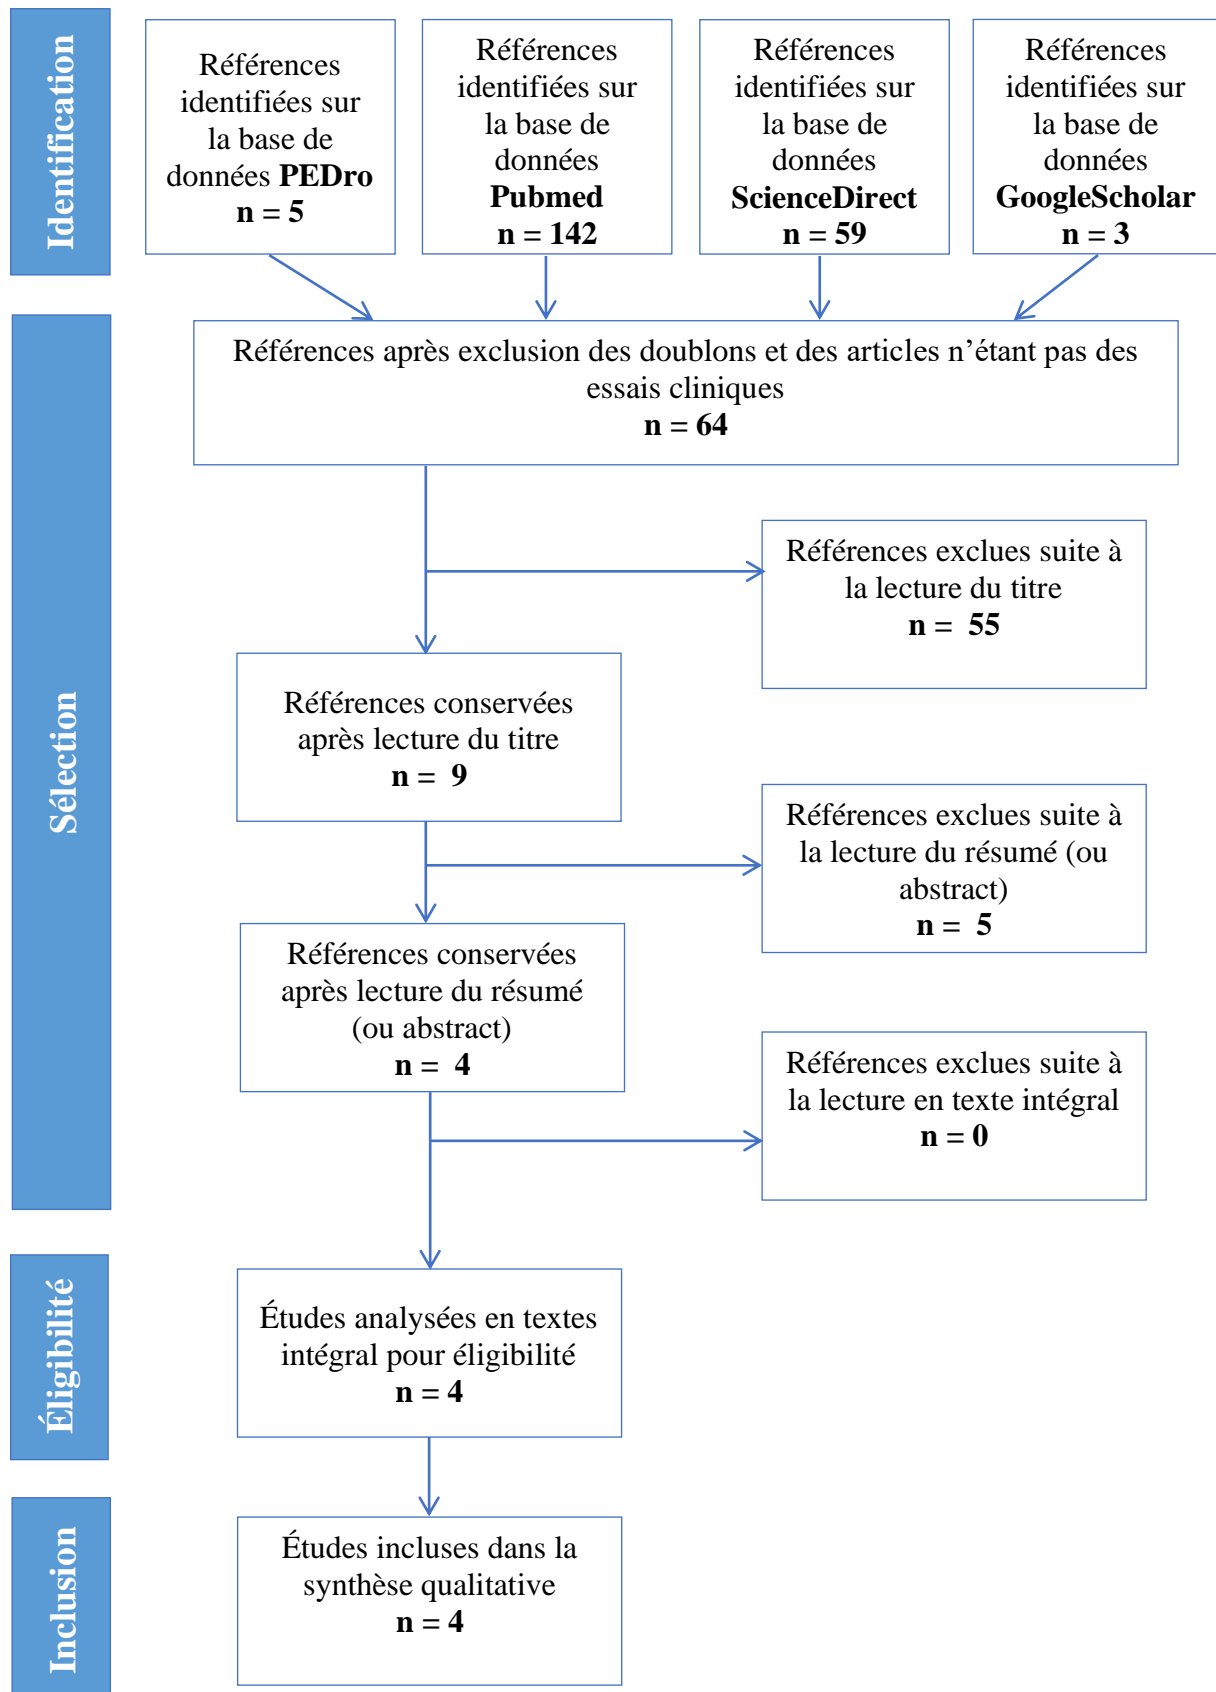 Identification
Références
identifiées sur
la base de
données PEDro
n = 5
Références
identifiées sur
la base de
données
Pubmed
n = 142
Références
identifiées sur
la base de
données
ScienceDirect
n = 59
Références
identifiées sur
la base de
données
GoogleScholar
n = 3
Sélection
Références après exclusion des doublons et des articles n’étant pas des
essais cliniques
n = 64
Références exclues suite à
la lecture du titre
n =  55
Références conservées
après lecture du titre
n =  9
Références exclues suite à
la lecture du résumé (ou
abstract)
n =  5
Références conservées
après lecture du résumé
(ou abstract)
n =  4
Références exclues suite à
la lecture en texte intégral
n = 0
Éligibilité
Études analysées en textes
intégral pour éligibilité
n = 4
Inclusion
Études incluses dans la
synthèse qualitative
n = 4